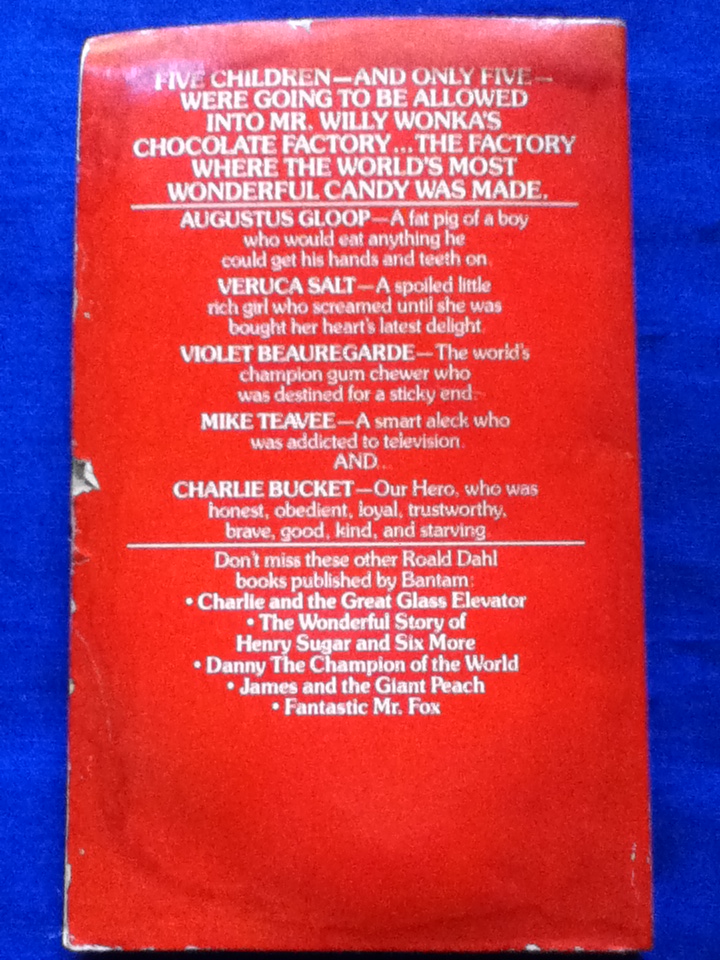 FIVE CHILDREN—AND ONLY FIVE—
WERE GOING TO BE ALLOWED
INTO MR. WILLY WONKA'S
CHOCOLATE FACTORY...THE FACTORY
WHERE THE WORLD'S MOST
WONDERFUL CANDY WAS MADE.
AUGUSTUS GLOOP—A fat pig of a boy
who would eat anything he
could get his hands and teeth on.
VERUCA SALT—A spoiled little
rich girl who screamed until she was
bought her heart's latest delight.
VIOLET BEAUREGARDE—The world's
champion gum chewer who
was destined for a sticky end.
MIKE TEAVEE—A smart aleck who
was addicted to television.
AND...
CHARLIE BUCKET—Our Hero, who was
honest, obedient, loyal, trustworthy,
brave, good, kind, and starving.
Don't miss these other Roald Dahl
books published by Bantam:
• Charlie and the Great Glass Elevator
• The Wonderful Story of
Henry Sugar and Six More
• Danny The Champion of the World
• James and the Giant Peach
• Fantastic Mr. Fox